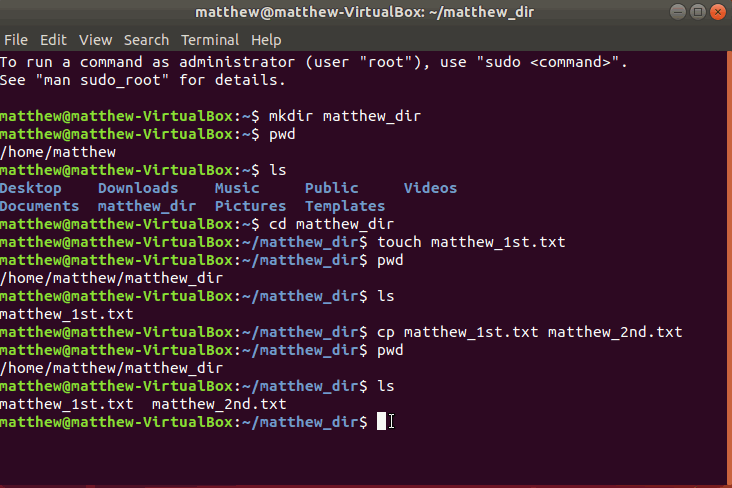 matthew@matthew-VirtualBox: ~/matthew_dir
File Edit View Search Terminal Help
To run a command as administrator (user "root"), use "sudo <command>".
See "man sudo_root" for details.
matthew@matthew-VirtualBox:~$ mkdir matthew_dir
matthew@matthew-VirtualBox:~$ pwd
/home/matthew
matthew@matthew-VirtualBox:~$ ls
Desktop    Downloads    Music     Public     Videos
Documents  matthew_dir  Pictures  Templates
matthew@matthew-VirtualBox:~$ cd matthew_dir
matthew@matthew-VirtualBox:~/matthew_dir$ touch matthew_1st.txt
matthew@matthew-VirtualBox:~/matthew_dir$ pwd
/home/matthew/matthew_dir
matthew@matthew-VirtualBox:~/matthew_dir$ ls
matthew_1st.txt
matthew@matthew-VirtualBox:~/matthew_dir$ cp matthew_1st.txt matthew_2nd.txt
matthew@matthew-VirtualBox:~/matthew_dir$ pwd
/home/matthew/matthew_dir
matthew@matthew-VirtualBox:~/matthew_dir$ ls
matthew_1st.txt  matthew_2nd.txt
matthew@matthew-VirtualBox:~/matthew_dir$